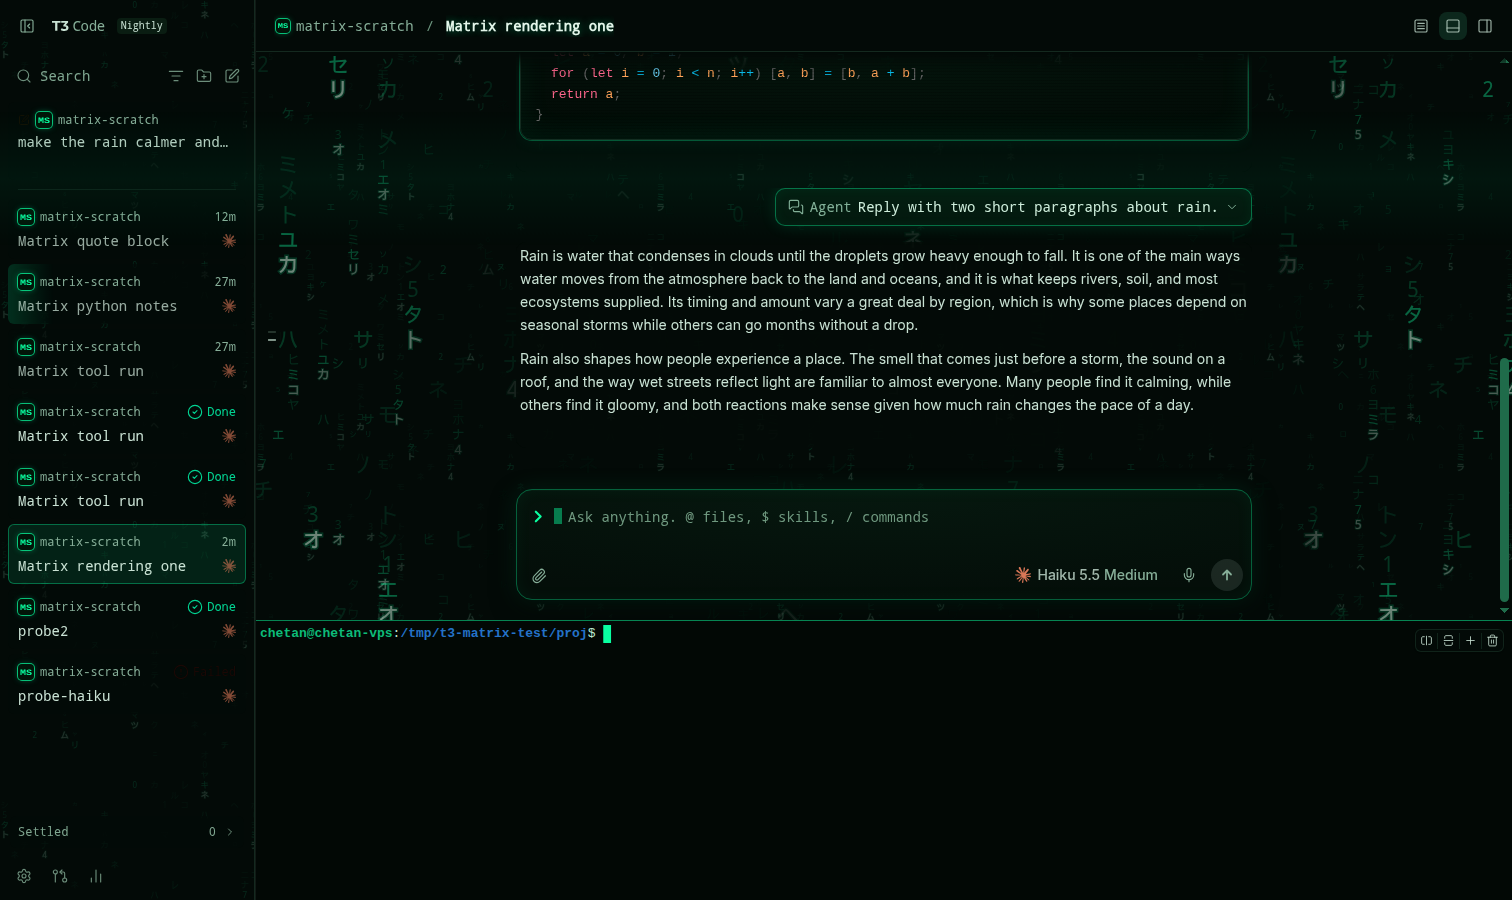 T3 Code Nightly
Search
MS matrix-scratch
make the rain calmer and…
MS matrix-scratch 12m
Matrix quote block
MS matrix-scratch 27m
Matrix python notes
MS matrix-scratch 27m
Matrix tool run
MS matrix-scratch Done
Matrix tool run
MS matrix-scratch Done
Matrix tool run
MS matrix-scratch 2m
Matrix rendering one
MS matrix-scratch Done
probe2
MS matrix-scratch
probe-haiku
Settled 0
MS matrix-scratch / Matrix rendering one
for (let i = 0; i < n; i++) [a, b] = [b, a + b];
return a;
}
Agent Reply with two short paragraphs about rain.
Rain is water that condenses in clouds until the droplets grow heavy enough to fall. It is one of the main ways
water moves from the atmosphere back to the land and oceans, and it is what keeps rivers, soil, and most
ecosystems supplied. Its timing and amount vary a great deal by region, which is why some places depend on
seasonal storms while others can go months without a drop.
Rain also shapes how people experience a place. The smell that comes just before a storm, the sound on a
roof, and the way wet streets reflect light are familiar to almost everyone. Many people find it calming, while
others find it gloomy, and both reactions make sense given how much rain changes the pace of a day.
Ask anything. @ files, $ skills, / commands
Haiku 5.5 Medium
chetan@chetan-vps:/tmp/t3-matrix-test/proj$